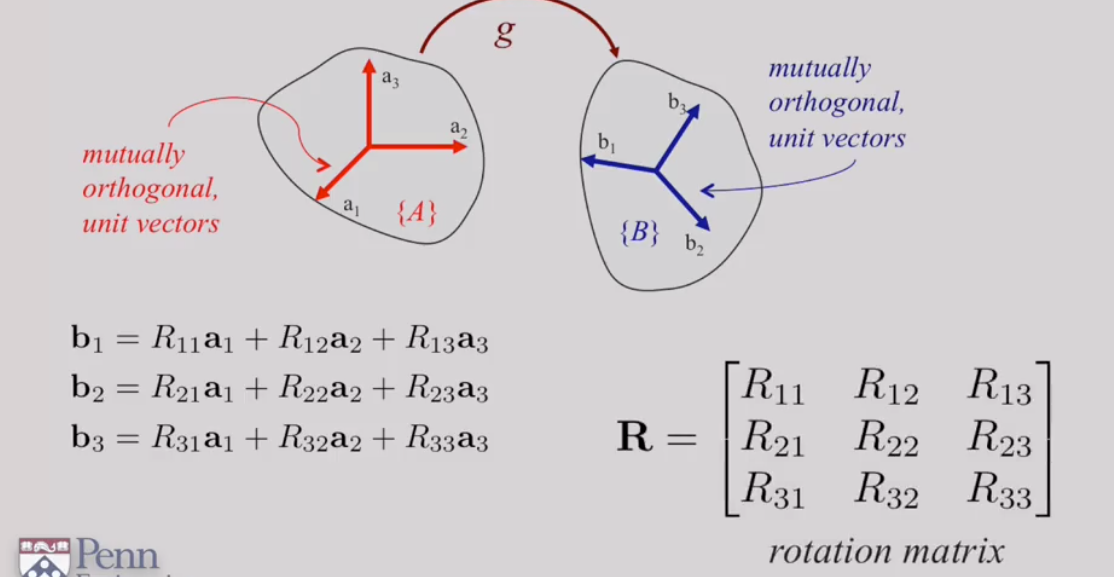 g
a₃
a₂
a₁
{A}
mutually
orthogonal,
unit vectors
b₃
b₁
b₂
{B}
mutually
orthogonal,
unit vectors
b₁ = R₁₁a₁ + R₁₂a₂ + R₁₃a₃
b₂ = R₂₁a₁ + R₂₂a₂ + R₂₃a₃
b₃ = R₃₁a₁ + R₃₂a₂ + R₃₃a₃
R =
R₁₁ R₁₂ R₁₃
R₂₁ R₂₂ R₂₃
R₃₁ R₃₂ R₃₃
rotation matrix
Penn